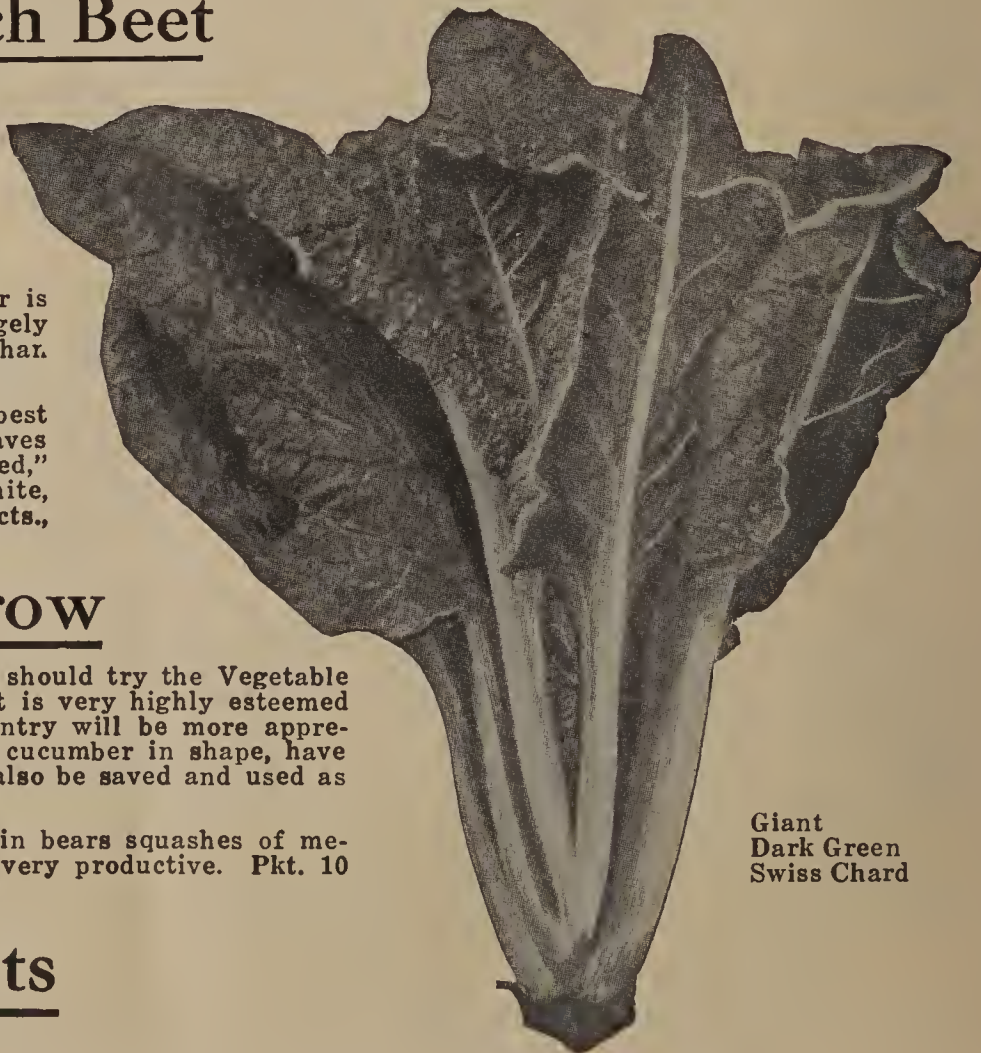 ch Beet
r is
gely
har.
best
aves
ed,"
ite,
cts.,
row
should try the Vegetable
t is very highly esteemed
ntry will be more appre-
cucumber in shape, have
also be saved and used as
in bears squashes of me-
very productive. Pkt. 10
Giant
Dark Green
Swiss Chard
ts